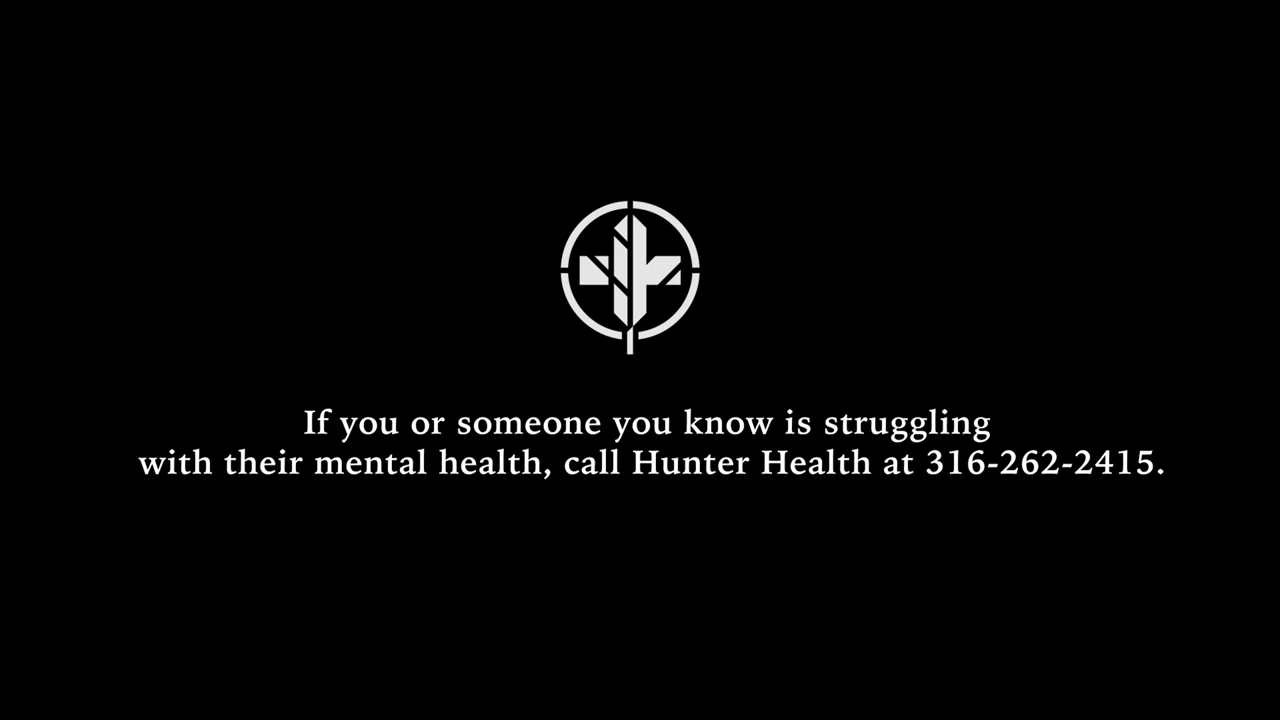 If you or someone you know is struggling
with their mental health, call Hunter Health at 316-262-2415.